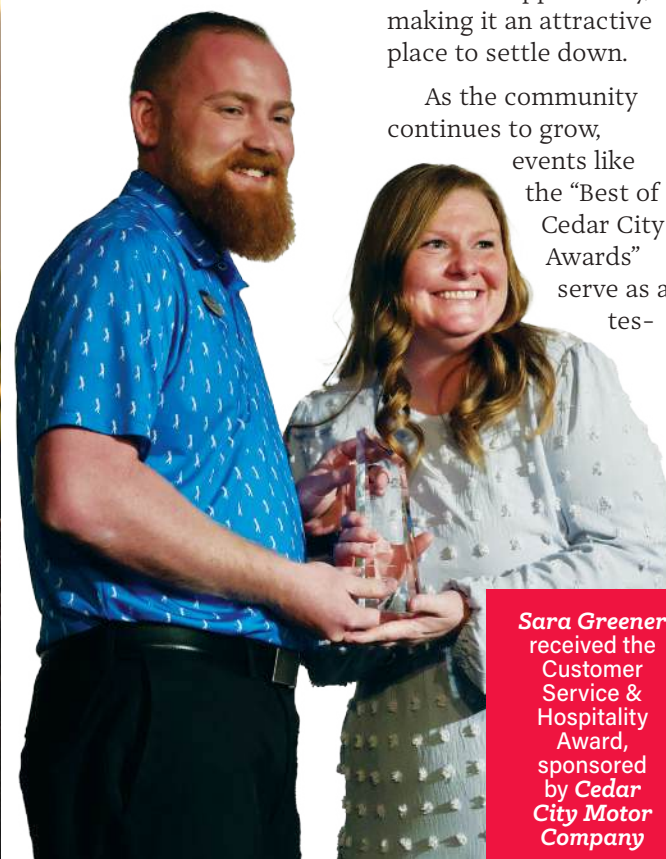 making it an attractive
place to settle down.
As the community
continues to grow,
events like
the “Best of
Cedar City
Awards”
serve as a
tes-
Sara Greener
received the
Customer
Service &
Hospitality
Award,
sponsored
by Cedar
City Motor
Company